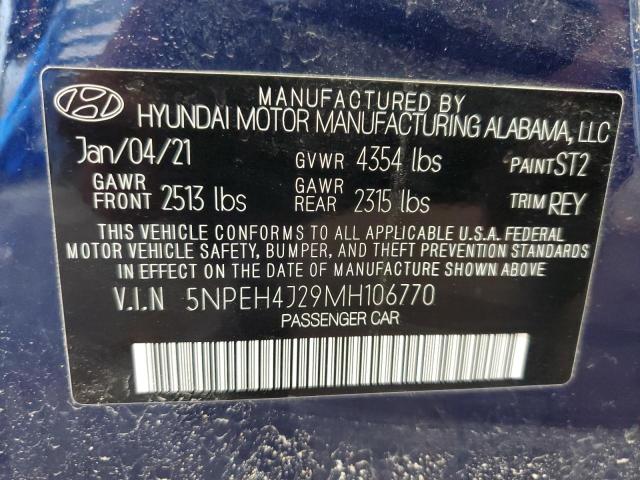 MANUFACTURED BY
HYUNDAI MOTOR MANUFACTURING ALABAMA, LLC
Jan/04/21 GVWR 4354 lbs PAINT ST2
GAWR FRONT 2513 lbs GAWR REAR 2315 lbs TRIM REY
THIS VEHICLE CONFORMS TO ALL APPLICABLE U.S.A. FEDERAL
MOTOR VEHICLE SAFETY, BUMPER, AND THEFT PREVENTION STANDARDS
IN EFFECT ON THE DATE OF MANUFACTURE SHOWN ABOVE
V.I.N 5NPEH4J29MH106770
PASSENGER CAR